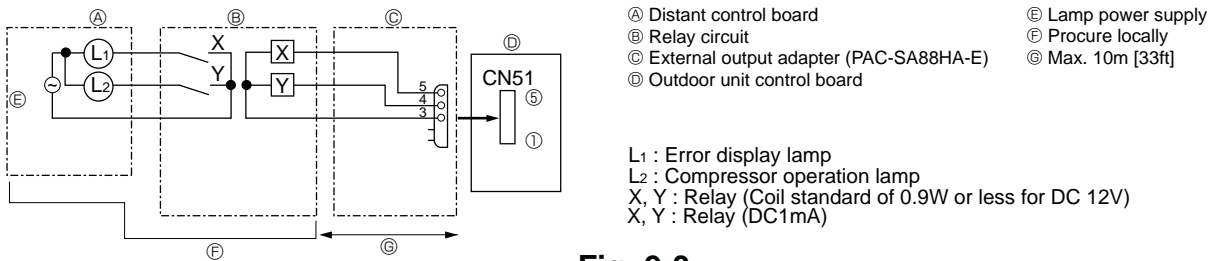 Ⓐ Ⓑ Ⓒ
Ⓓ
Ⓔ
L1
L2
X
Y
X
Y
5
4
3
CN51
⑤
①
Ⓕ
Ⓖ
Ⓐ Distant control board
Ⓑ Relay circuit
Ⓒ External output adapter (PAC-SA88HA-E)
Ⓓ Outdoor unit control board
Ⓔ Lamp power supply
Ⓕ Procure locally
Ⓖ Max. 10m [33ft]
L1 : Error display lamp
L2 : Compressor operation lamp
X, Y : Relay (Coil standard of 0.9W or less for DC 12V)
X, Y : Relay (DC1mA)